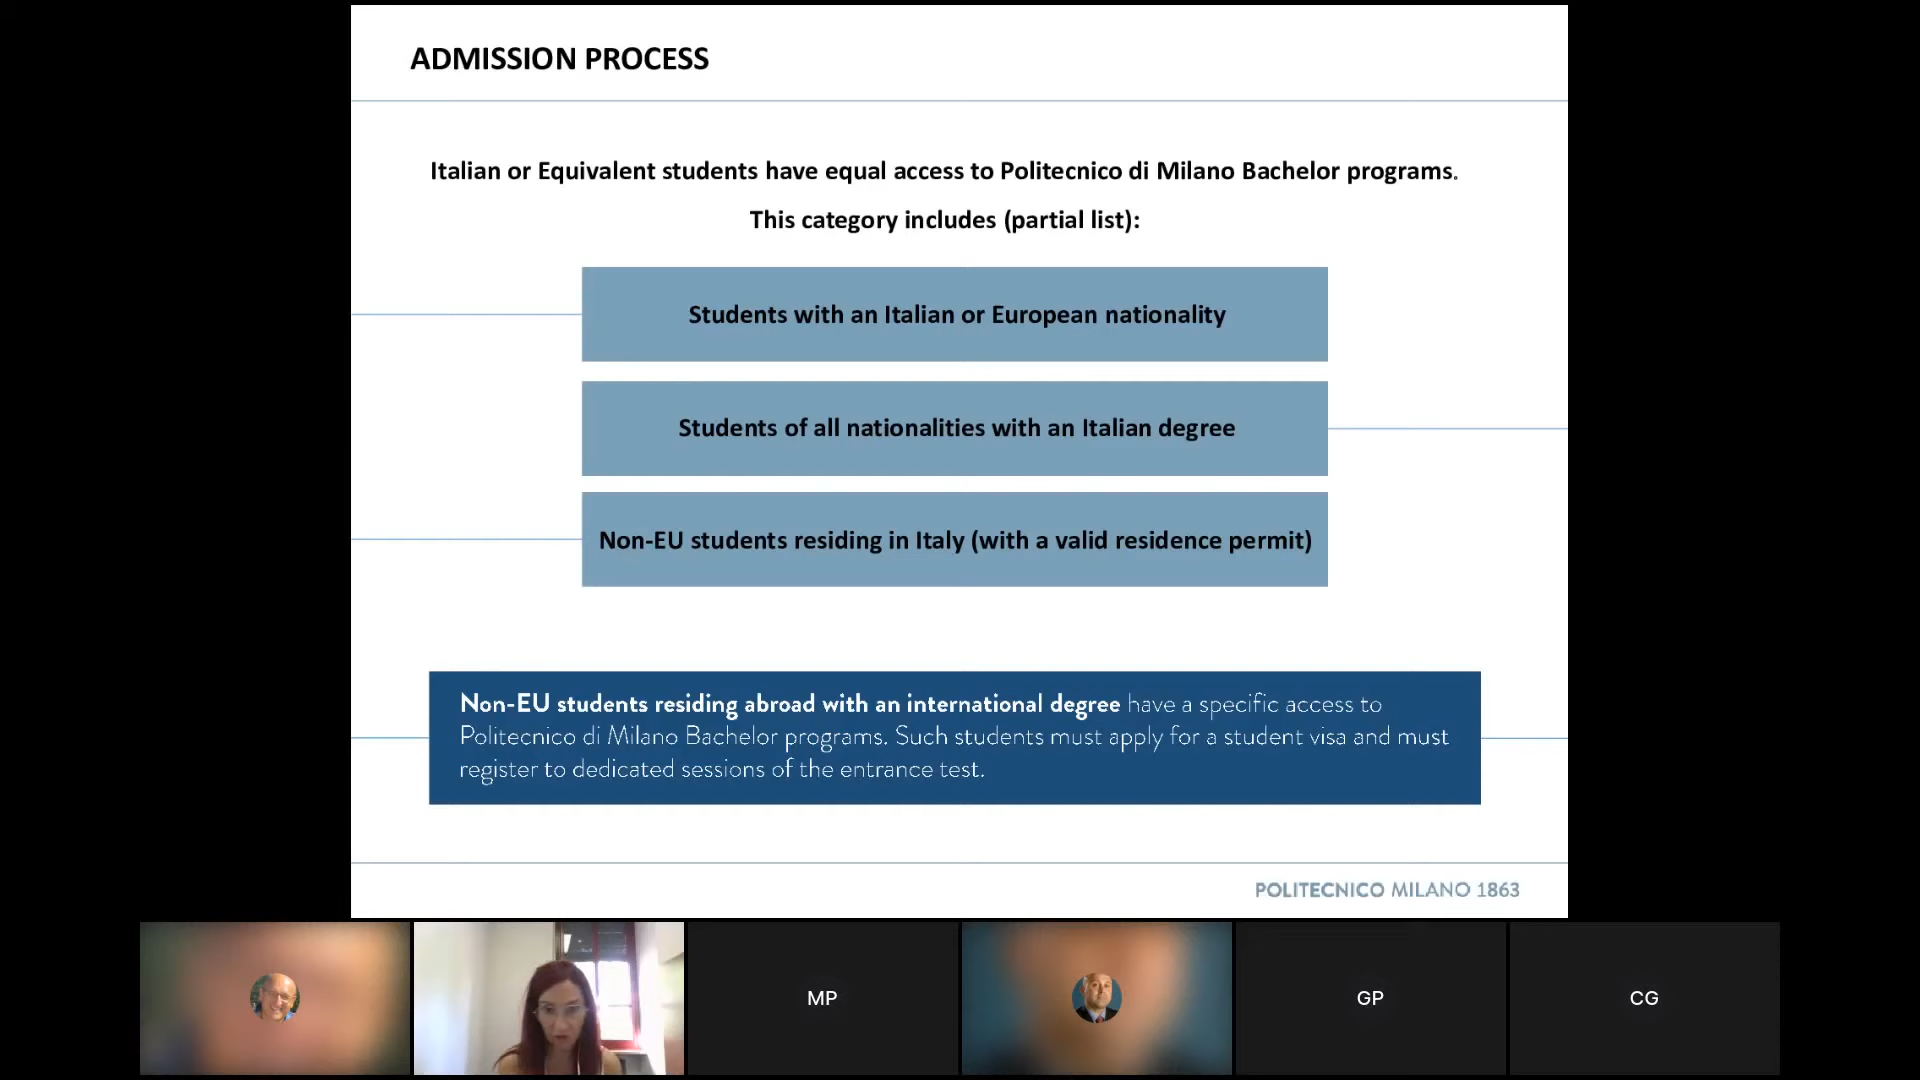 ADMISSION PROCESS
Italian or Equivalent students have equal access to Politecnico di Milano Bachelor programs.
This category includes (partial list):
Students with an Italian or European nationality
Students of all nationalities with an Italian degree
Non-EU students residing in Italy (with a valid residence permit)
Non-EU students residing abroad with an international degree have a specific access to
Politecnico di Milano Bachelor programs. Such students must apply for a student visa and must
register to dedicated sessions of the entrance test.
POLITECNICO MILANO 1863
MP
GP
CG